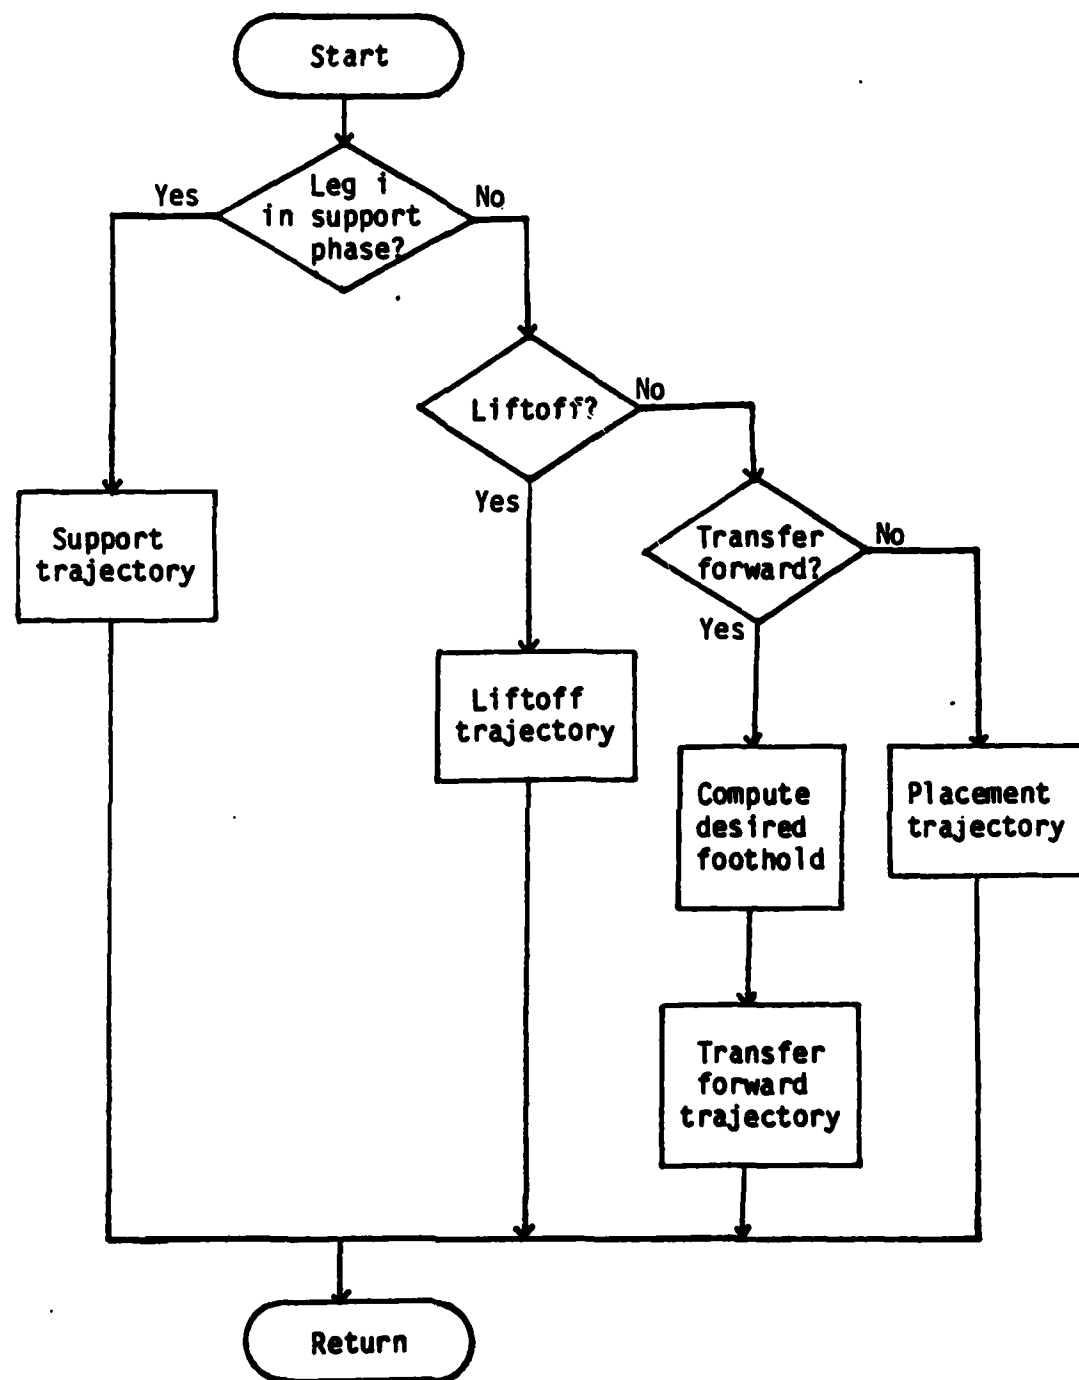 Start
Leg i
in support
phase?
Yes
No
Liftoff?
No
Yes
Support
trajectory
Transfer
forward?
No
Yes
Liftoff
trajectory
Compute
desired
foothold
Placement
trajectory
Transfer
forward
trajectory
Return